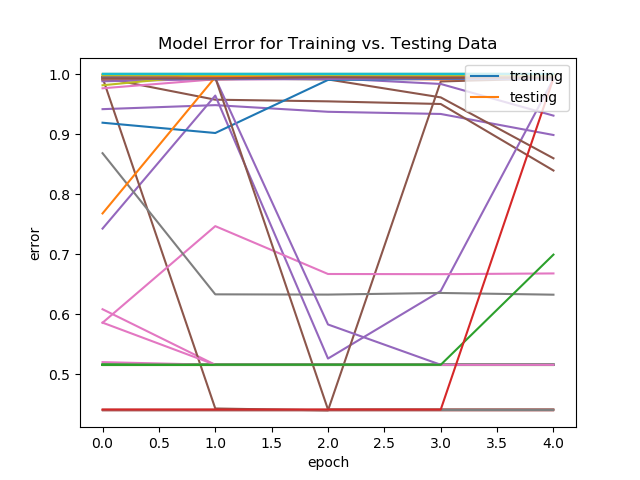 Model Error for Training vs. Testing Data
training
testing
1.0
0.9
0.8
0.7
0.6
0.5
error
0.0 0.5 1.0 1.5 2.0 2.5 3.0 3.5 4.0
epoch